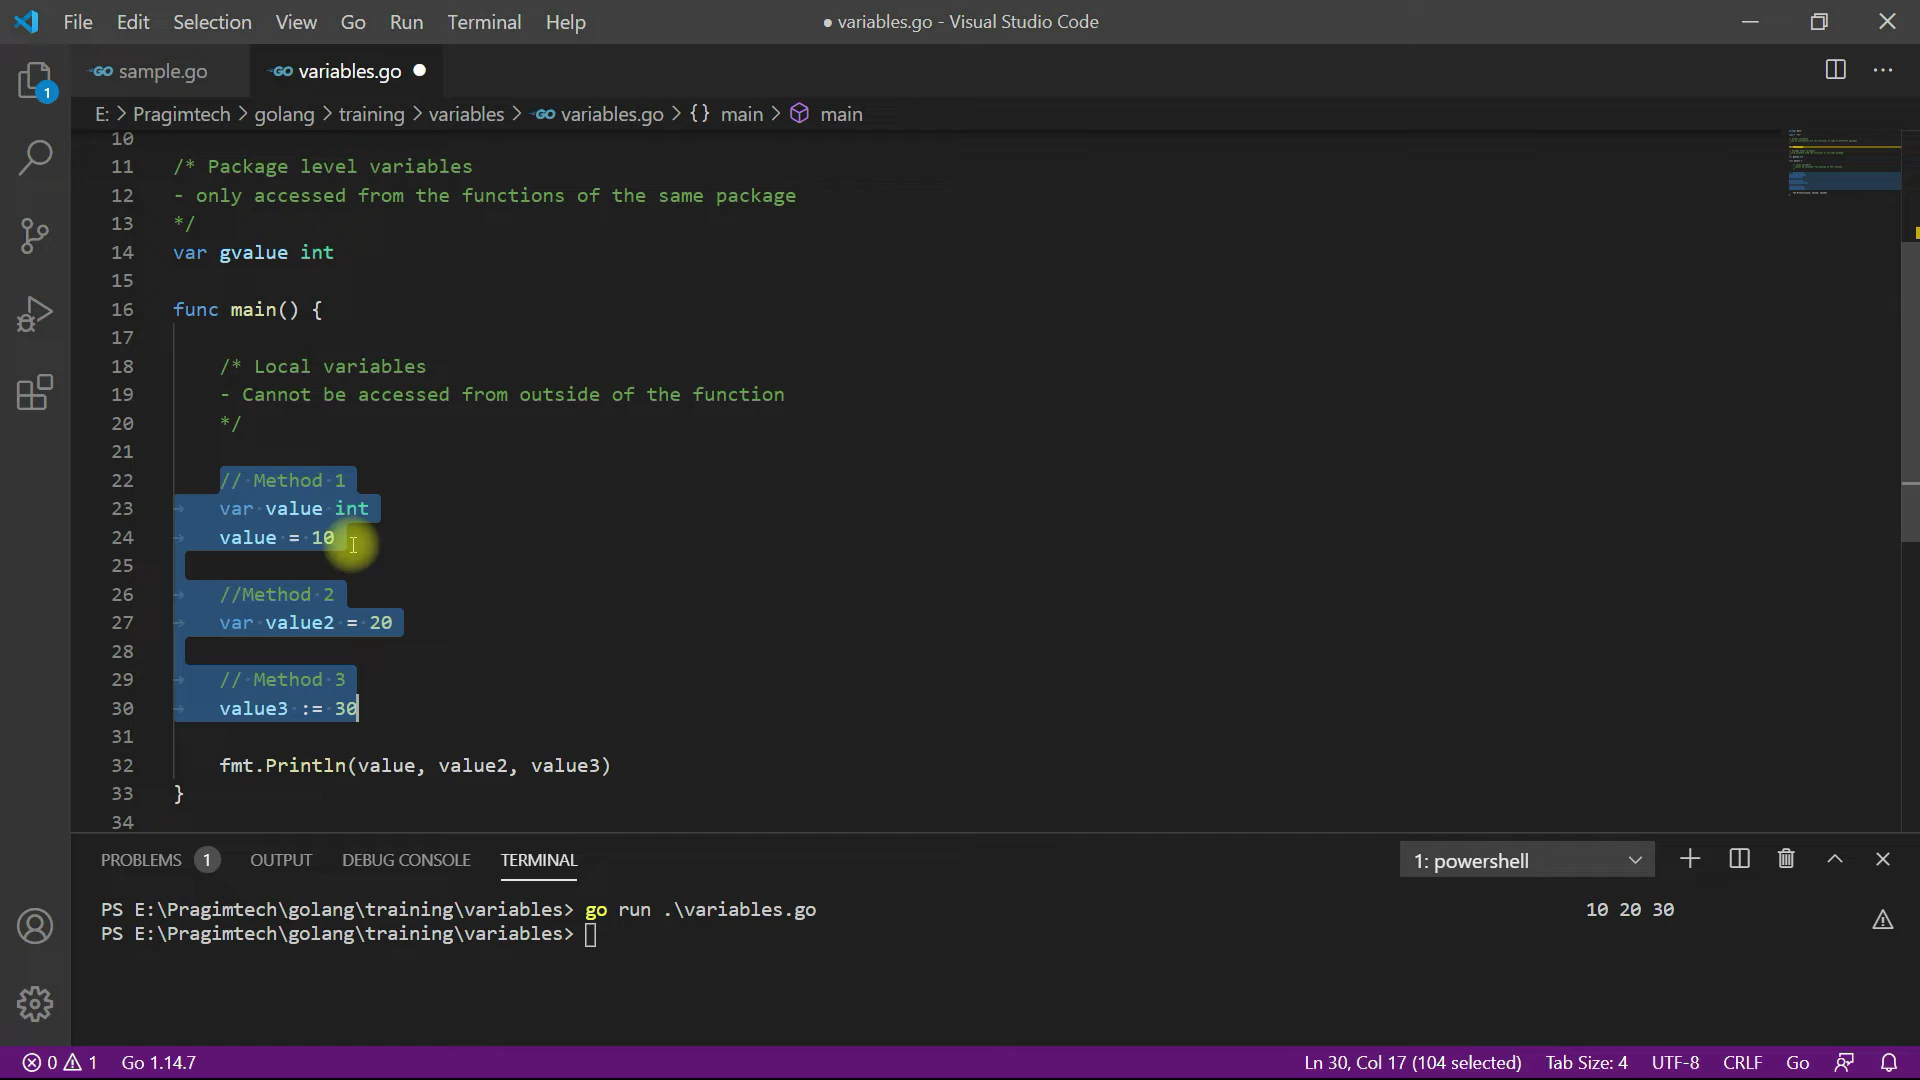 File Edit Selection View Go Run Terminal Help ● variables.go - Visual Studio Code
GO sample.go GO variables.go ●
1
E: > Pragimtech > golang > training > variables > GO variables.go > {} main > main
10
11 /* Package level variables
12 - only accessed from the functions of the same package
13 */
14 var gvalue int
15
16 func main() {
17
18 /* Local variables
19 - Cannot be accessed from outside of the function
20 */
21
22 // Method 1
23 var value int
24 value = 10
25
26 //Method 2
27 var value2 = 20
28
29 // Method 3
30 value3 := 30
31
32 fmt.Println(value, value2, value3)
33 }
34
PROBLEMS 1 OUTPUT DEBUG CONSOLE TERMINAL 1: powershell
PS E:\Pragimtech\golang\training\variables> go run .\variables.go 10 20 30
PS E:\Pragimtech\golang\training\variables>
0 1 Go 1.14.7 Ln 30, Col 17 (104 selected) Tab Size: 4 UTF-8 CRLF Go